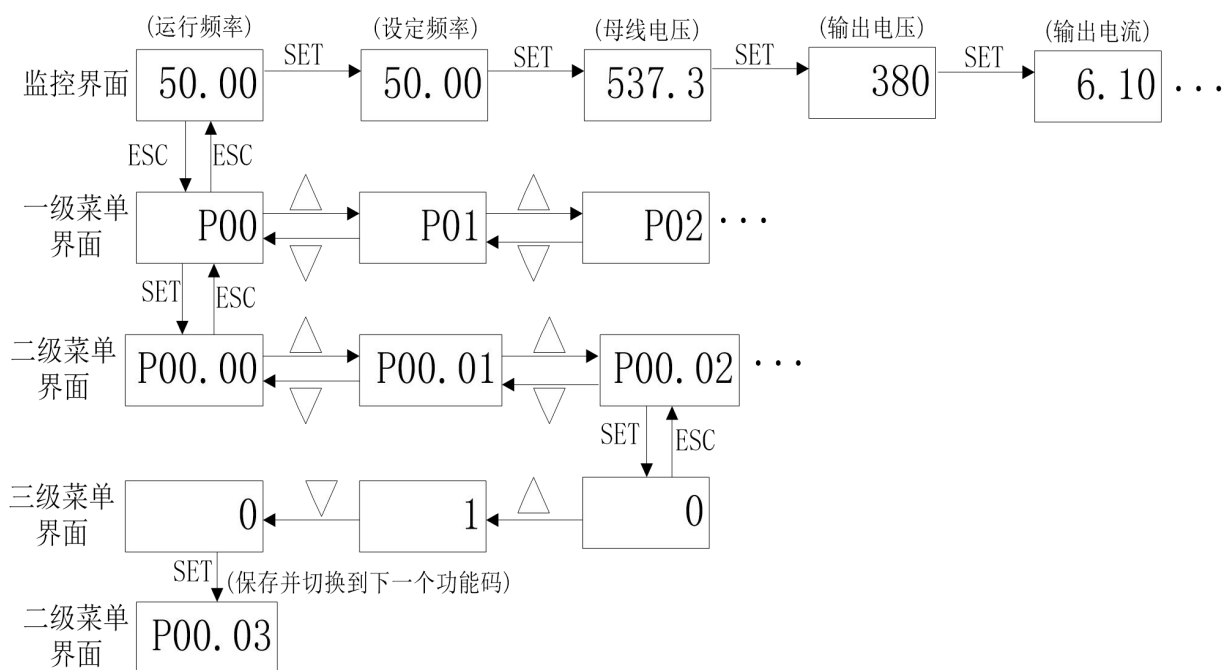 (运行频率) (设定频率) (母线电压) (输出电压) (输出电流)
监控界面 50.00 SET 50.00 SET 537.3 SET 380 SET 6.10 ···
ESC ESC
一级菜单界面 P00 P01 P02 ···
SET ESC
二级菜单界面 P00.00 P00.01 P00.02 ···
SET ESC
三级菜单界面 0 1 0
SET (保存并切换到下一个功能码)
二级菜单界面 P00.03